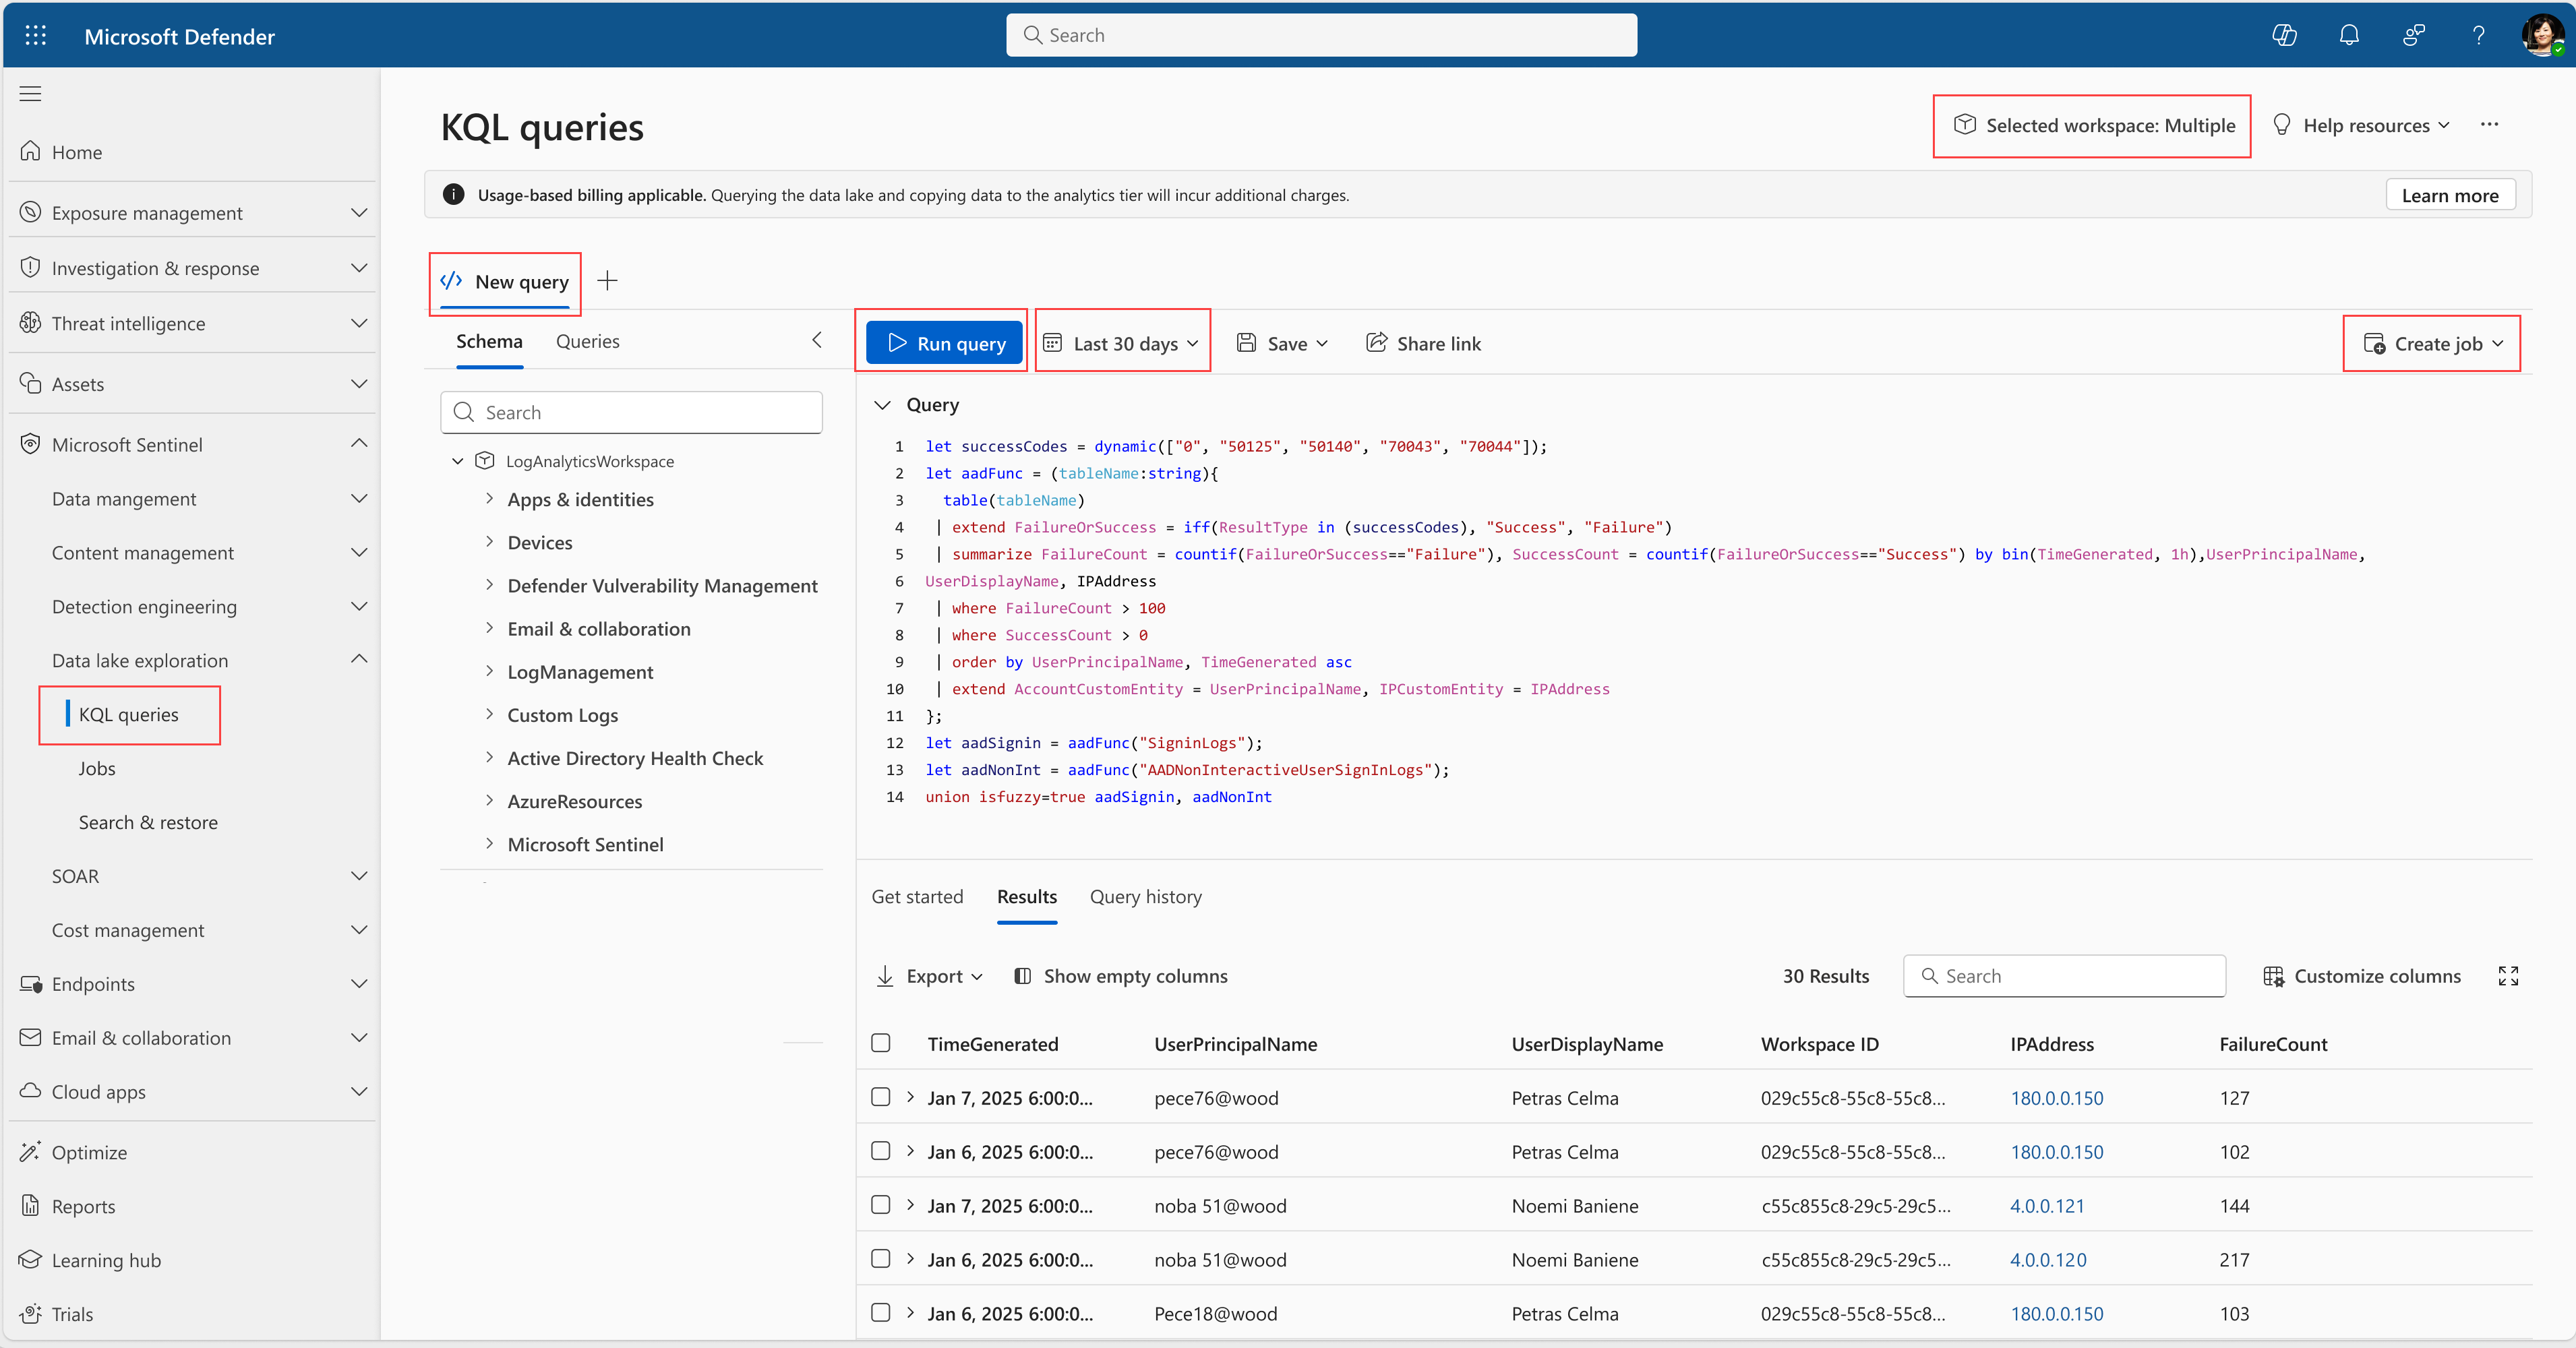 Microsoft Defender
Search
Home
Exposure management
Investigation & response
Threat intelligence
Assets
Microsoft Sentinel
Data mangement
Content management
Detection engineering
Data lake exploration
KQL queries
Jobs
Search & restore
SOAR
Cost management
Endpoints
Email & collaboration
Cloud apps
Optimize
Reports
Learning hub
Trials
KQL queries
Selected workspace: Multiple
Help resources
Usage-based billing applicable. Querying the data lake and copying data to the analytics tier will incur additional charges.
Learn more
New query
Schema
Queries
Search
LogAnalyticsWorkspace
Apps & identities
Devices
Defender Vulverability Management
Email & collaboration
LogManagement
Custom Logs
Active Directory Health Check
AzureResources
Microsoft Sentinel
Run query
Last 30 days
Save
Share link
Create job
Query
1 let successCodes = dynamic(["0", "50125", "50140", "70043", "70044"]);
2 let aadFunc = (tableName:string){
3 table(tableName)
4 | extend FailureOrSuccess = iff(ResultType in (successCodes), "Success", "Failure")
5 | summarize FailureCount = countif(FailureOrSuccess=="Failure"), SuccessCount = countif(FailureOrSuccess=="Success") by bin(TimeGenerated, 1h),UserPrincipalName,
6 UserDisplayName, IPAddress
7 | where FailureCount > 100
8 | where SuccessCount > 0
9 | order by UserPrincipalName, TimeGenerated asc
10 | extend AccountCustomEntity = UserPrincipalName, IPCustomEntity = IPAddress
11 };
12 let aadSignin = aadFunc("SigninLogs");
13 let aadNonInt = aadFunc("AADNonInteractiveUserSignInLogs");
14 union isfuzzy=true aadSignin, aadNonInt
Get started
Results
Query history
Export
Show empty columns
30 Results
Search
Customize columns
TimeGenerated UserPrincipalName UserDisplayName Workspace ID IPAddress FailureCount
Jan 7, 2025 6:00:0... pece76@wood Petras Celma 029c55c8-55c8-55c8... 180.0.0.150 127
Jan 6, 2025 6:00:0... pece76@wood Petras Celma 029c55c8-55c8-55c8... 180.0.0.150 102
Jan 7, 2025 6:00:0... noba 51@wood Noemi Baniene c55c855c8-29c5-29c5... 4.0.0.121 144
Jan 6, 2025 6:00:0... noba 51@wood Noemi Baniene c55c855c8-29c5-29c5... 4.0.0.120 217
Jan 6, 2025 6:00:0... Pece18@wood Petras Celma 029c55c8-55c8-55c8... 180.0.0.150 103